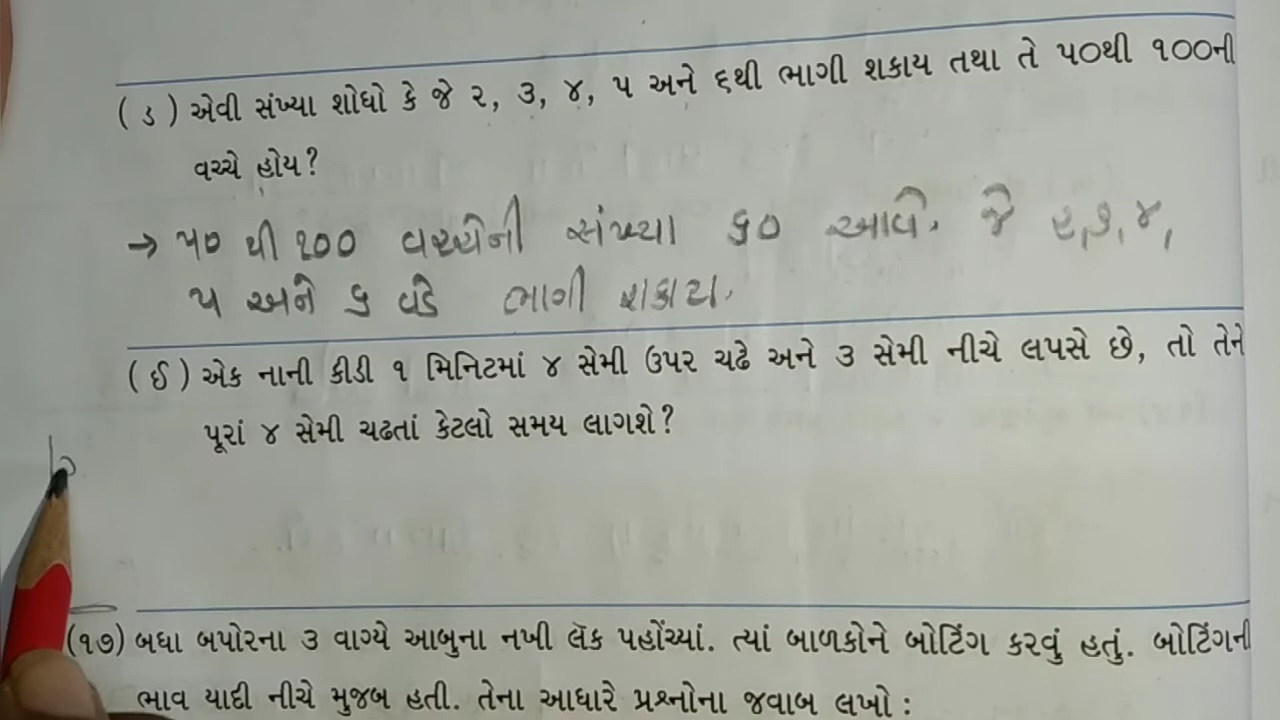 ( ડ ) એવી સંખ્યા શોધો કે જે ૨, ૩, ૪, ૫ અને ૬થી ભાગી શકાય તથા તે ૫૦થી ૧૦૦ની
વચ્ચે હોય?
→ ૫૦ થી ૧૦૦ વચ્ચેની સંખ્યા ૬૦ આવે. જે ૨,૩,૪,
૫ અને ૬ વડે ભાગી શકાય.
( ઈ ) એક નાની કીડી ૧ મિનિટમાં ૪ સેમી ઉપર ચઢે અને ૩ સેમી નીચે લપસે છે, તો તેને
પૂરાં ૪ સેમી ચઢતાં કેટલો સમય લાગશે?
(૧૭) બધા બપોરના ૩ વાગ્યે આબુના નખી લૅક પહોંચ્યાં. ત્યાં બાળકોને બોટિંગ કરવું હતું. બોટિંગની
ભાવ યાદી નીચે મુજબ હતી. તેના આધારે પ્રશ્નોના જવાબ લખો :